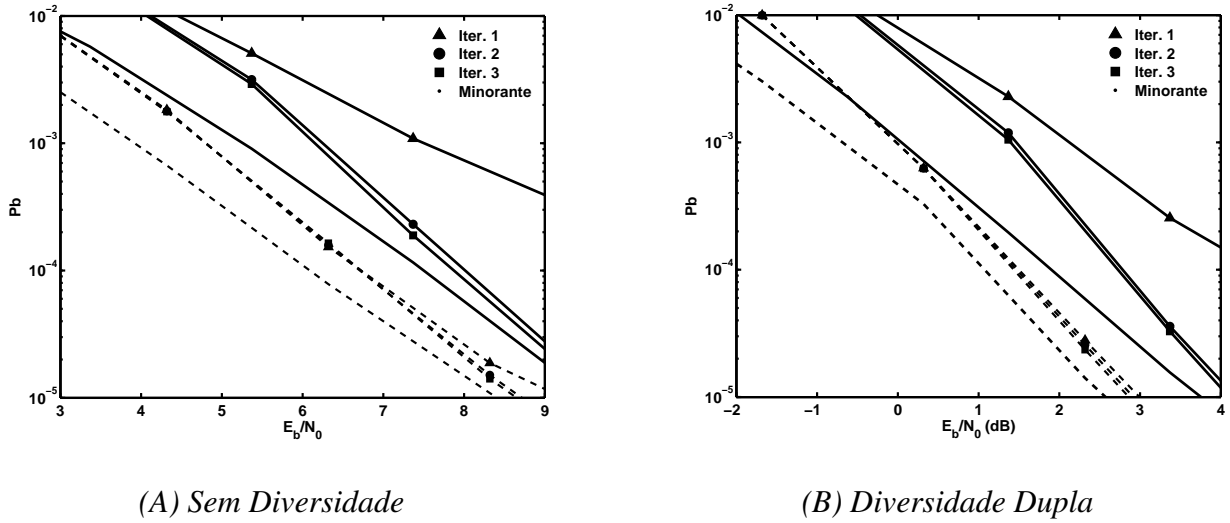 10⁻²
10⁻³
10⁻⁴
10⁻⁵
Pb
3 4 5 6 7 8 9
E_b/N_0
Iter. 1
Iter. 2
Iter. 3
Minorante
(A) Sem Diversidade
10⁻²
10⁻³
10⁻⁴
10⁻⁵
Pb
−2 −1 0 1 2 3 4
E_b/N_0 (dB)
Iter. 1
Iter. 2
Iter. 3
Minorante
(B) Diversidade Dupla